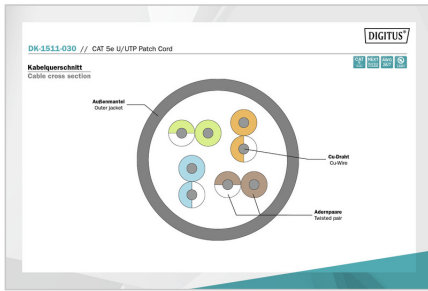 DIGITUS®
DK-1511-030 // CAT 5e U/UTP Patch Cord
Kabelquerschnitt
Cable cross section
Außenmantel
Outer jacket
Cu-Draht
Cu-Wire
Adernpaare
Twisted pair